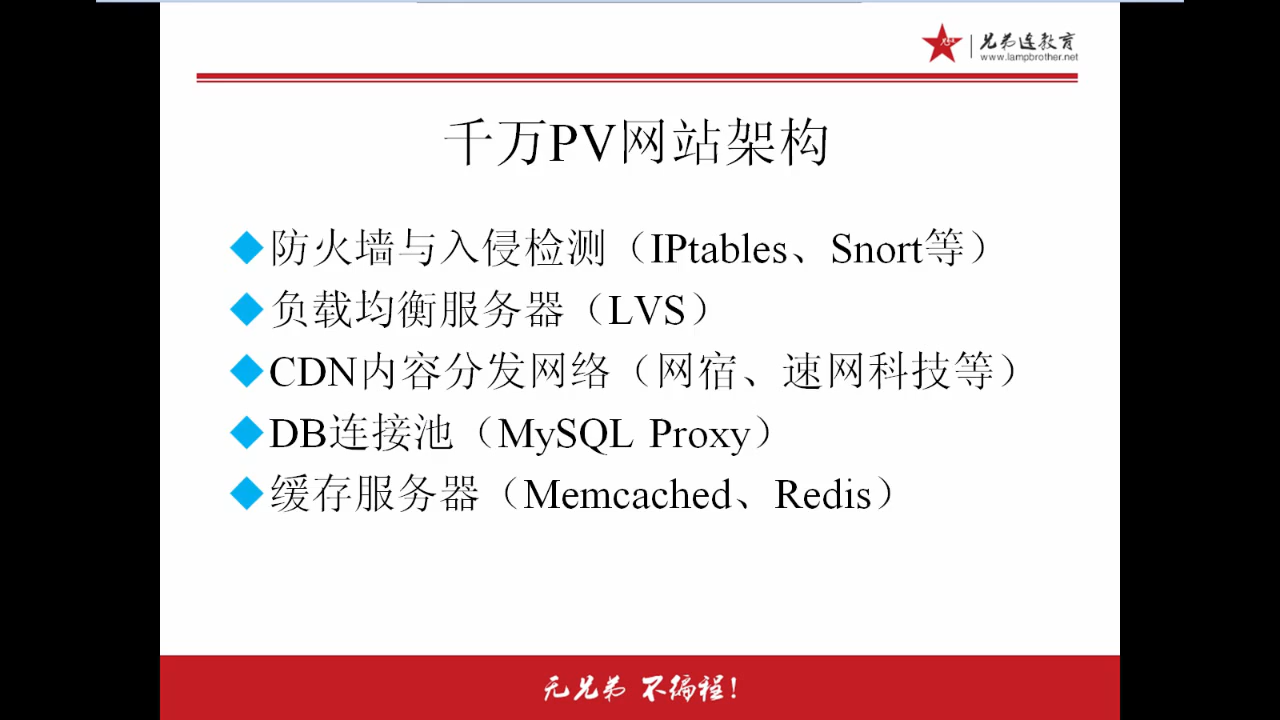 兄弟连教育
www.lampbrother.net
千万PV网站架构
防火墙与入侵检测（IPtables、Snort等）
负载均衡服务器（LVS）
CDN内容分发网络（网宿、速网科技等）
DB连接池（MySQL Proxy）
缓存服务器（Memcached、Redis）
无兄弟 不编程！